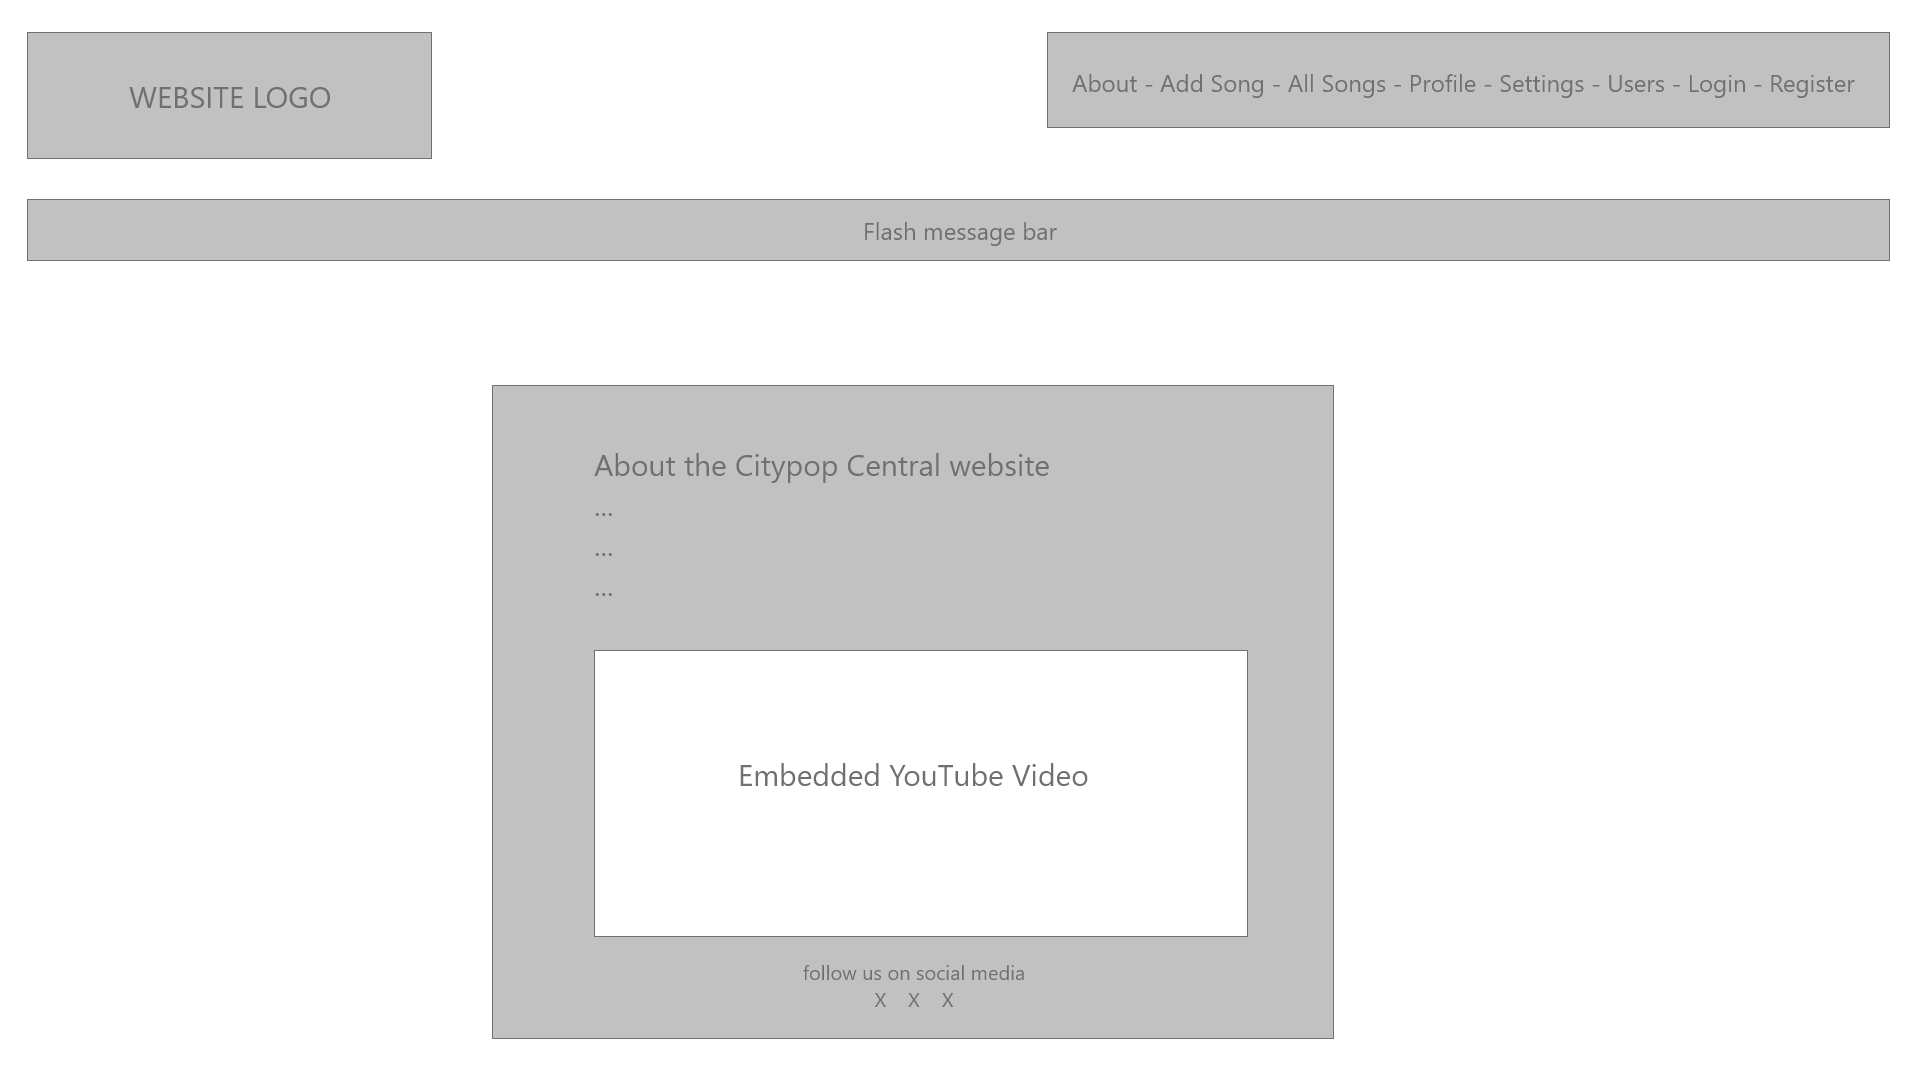 WEBSITE LOGO
About - Add Song - All Songs - Profile - Settings - Users - Login - Register
Flash message bar
About the Citypop Central website
...
...
...
Embedded YouTube Video
follow us on social media
X X X